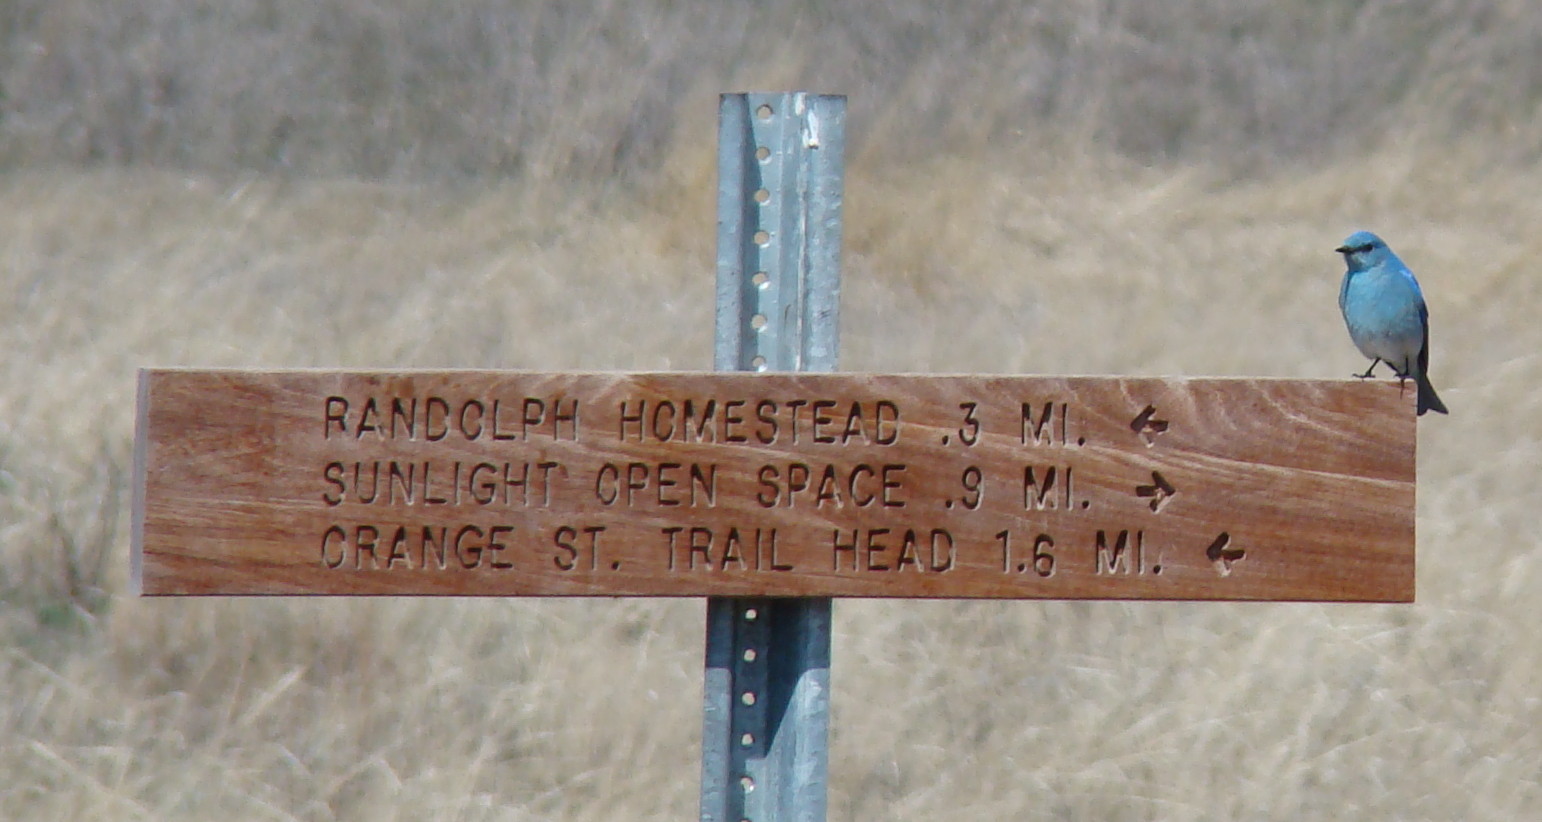 RANDOLPH HOMESTEAD .3 MI. ←
SUNLIGHT OPEN SPACE .9 MI. →
ORANGE ST. TRAIL HEAD 1.6 MI. ←